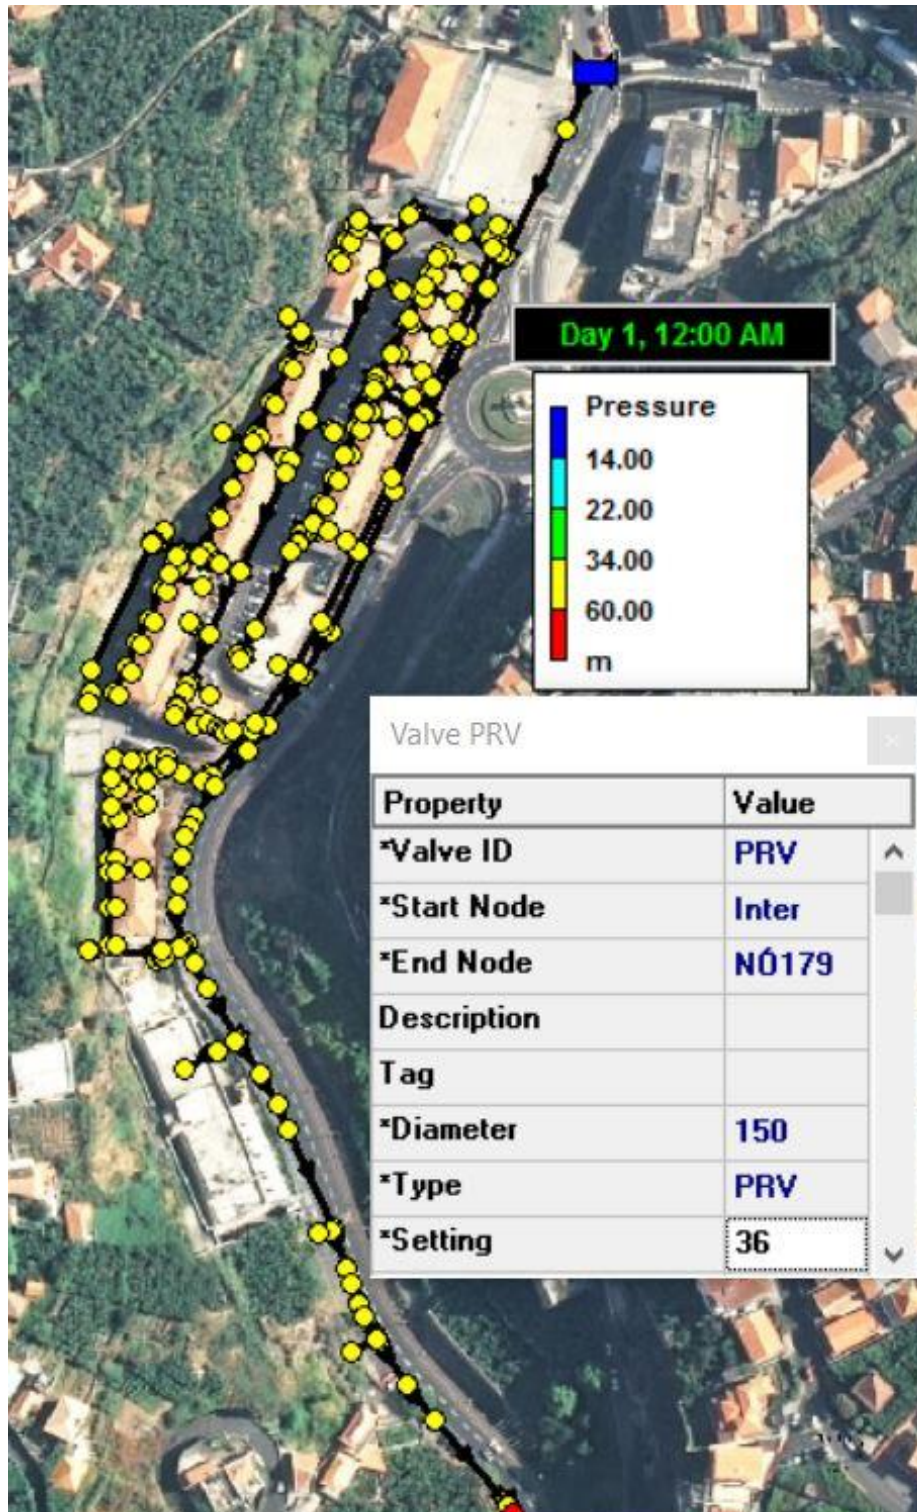 Day 1, 12:00 AM
Pressure
14.00
22.00
34.00
60.00
m
Valve PRV
Property Value
*Valve ID PRV
*Start Node Inter
*End Node NÓ179
Description
Tag
*Diameter 150
*Type PRV
*Setting 36